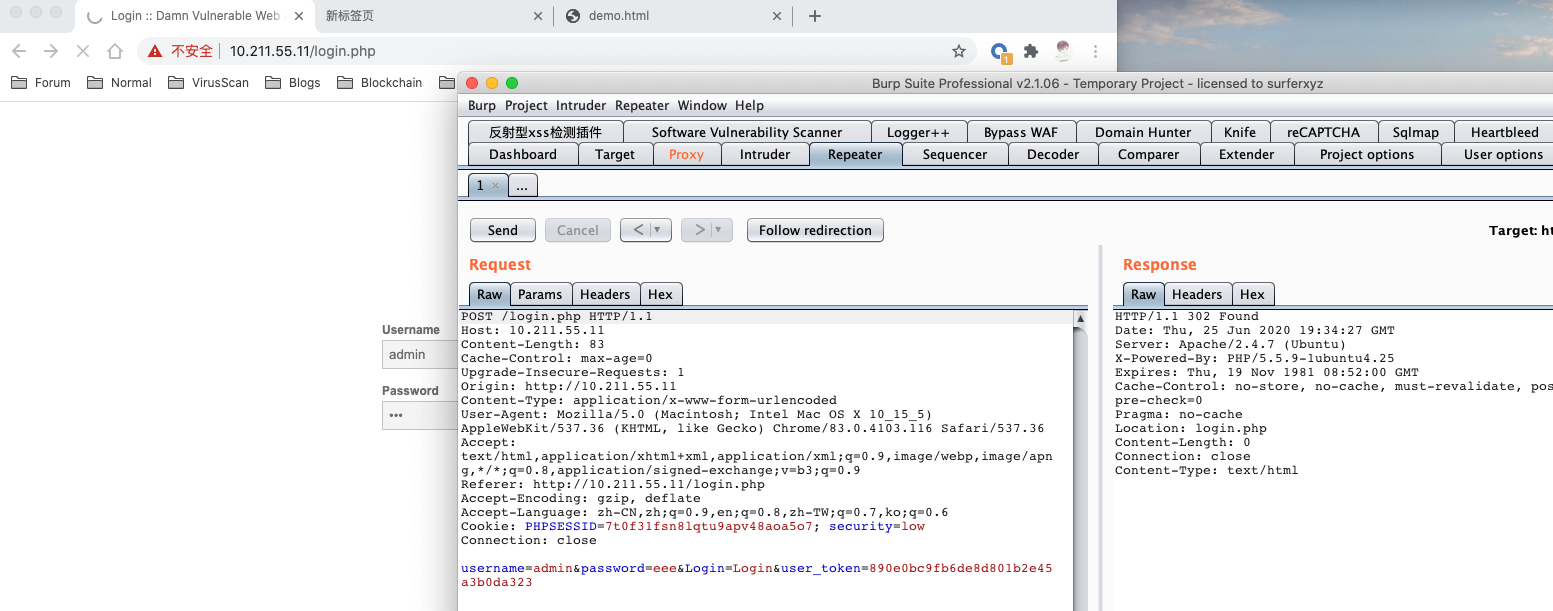 Login :: Damn Vulnerable Web
新标签页
demo.html
不安全 10.211.55.11/login.php
1
Forum Normal VirusScan Blogs Blockchain
Burp Suite Professional v2.1.06 - Temporary Project - licensed to surferxyz
Burp Project Intruder Repeater Window Help
反射型xss检测插件 Software Vulnerability Scanner Logger++ Bypass WAF Domain Hunter Knife reCAPTCHA Sqlmap Heartbleed
Dashboard Target Proxy Intruder Repeater Sequencer Decoder Comparer Extender Project options User options
1 × ...
Send Cancel < > Follow redirection Target: ht
Username
admin
Password
•••
Request
Raw Params Headers Hex
POST /login.php HTTP/1.1
Host: 10.211.55.11
Content-Length: 83
Cache-Control: max-age=0
Upgrade-Insecure-Requests: 1
Origin: http://10.211.55.11
Content-Type: application/x-www-form-urlencoded
User-Agent: Mozilla/5.0 (Macintosh; Intel Mac OS X 10_15_5)
AppleWebKit/537.36 (KHTML, like Gecko) Chrome/83.0.4103.116 Safari/537.36
Accept:
text/html,application/xhtml+xml,application/xml;q=0.9,image/webp,image/apn
g,*/*;q=0.8,application/signed-exchange;v=b3;q=0.9
Referer: http://10.211.55.11/login.php
Accept-Encoding: gzip, deflate
Accept-Language: zh-CN,zh;q=0.9,en;q=0.8,zh-TW;q=0.7,ko;q=0.6
Cookie: PHPSESSID=7t0f31fsn8lqtu9apv48aoa5o7; security=low
Connection: close
username=admin&password=eee&Login=Login&user_token=890e0bc9fb6de8d801b2e45
a3b0da323
Response
Raw Headers Hex
HTTP/1.1 302 Found
Date: Thu, 25 Jun 2020 19:34:27 GMT
Server: Apache/2.4.7 (Ubuntu)
X-Powered-By: PHP/5.5.9-1ubuntu4.25
Expires: Thu, 19 Nov 1981 08:52:00 GMT
Cache-Control: no-store, no-cache, must-revalidate, pos
pre-check=0
Pragma: no-cache
Location: login.php
Content-Length: 0
Connection: close
Content-Type: text/html